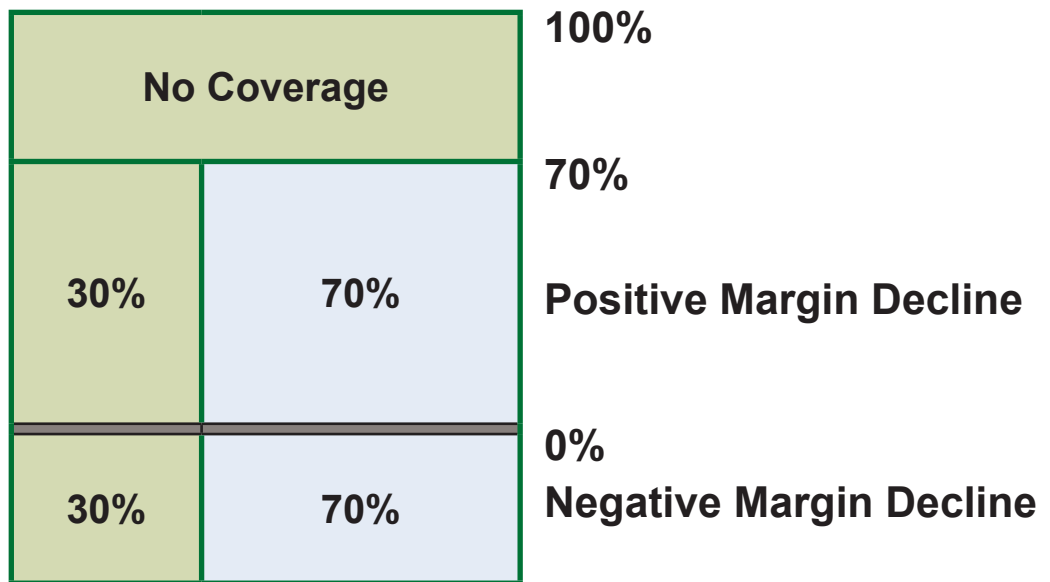 100%
No Coverage
70%
30%
70%
Positive Margin Decline
0%
30%
70%
Negative Margin Decline